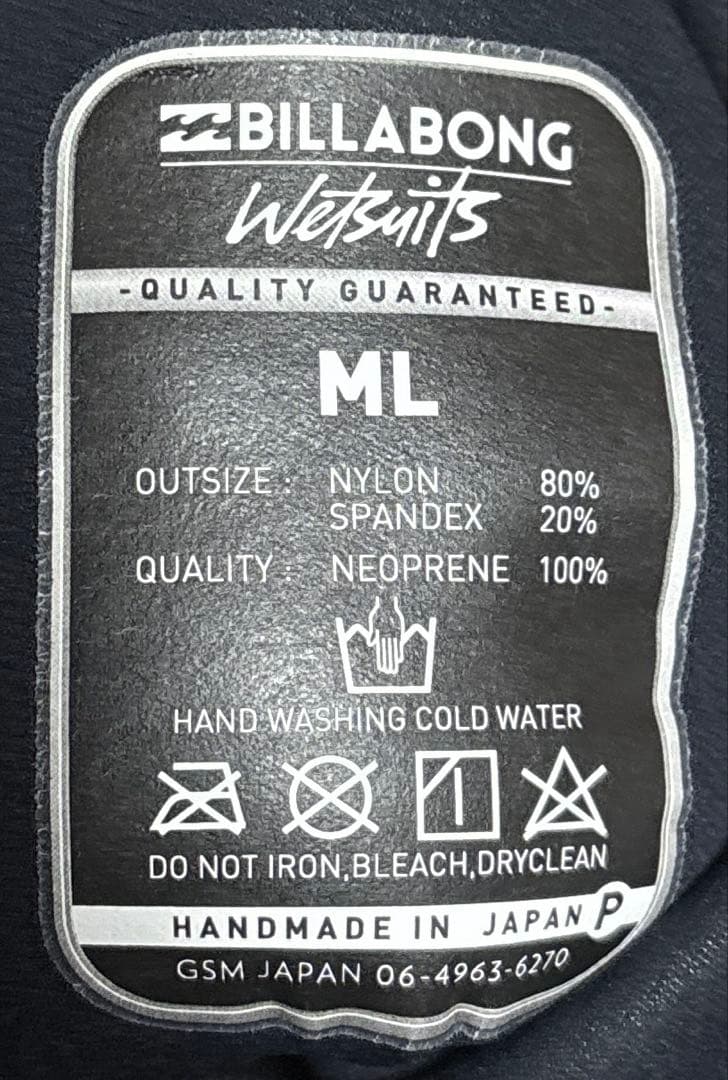 BILLABONG
Wetsuits
-QUALITY GUARANTEED-
ML
OUTSIZE : NYLON 80%
SPANDEX 20%
QUALITY : NEOPRENE 100%
HAND WASHING COLD WATER
DO NOT IRON,BLEACH,DRYCLEAN
HANDMADE IN JAPAN P
GSM JAPAN 06-4963-6270